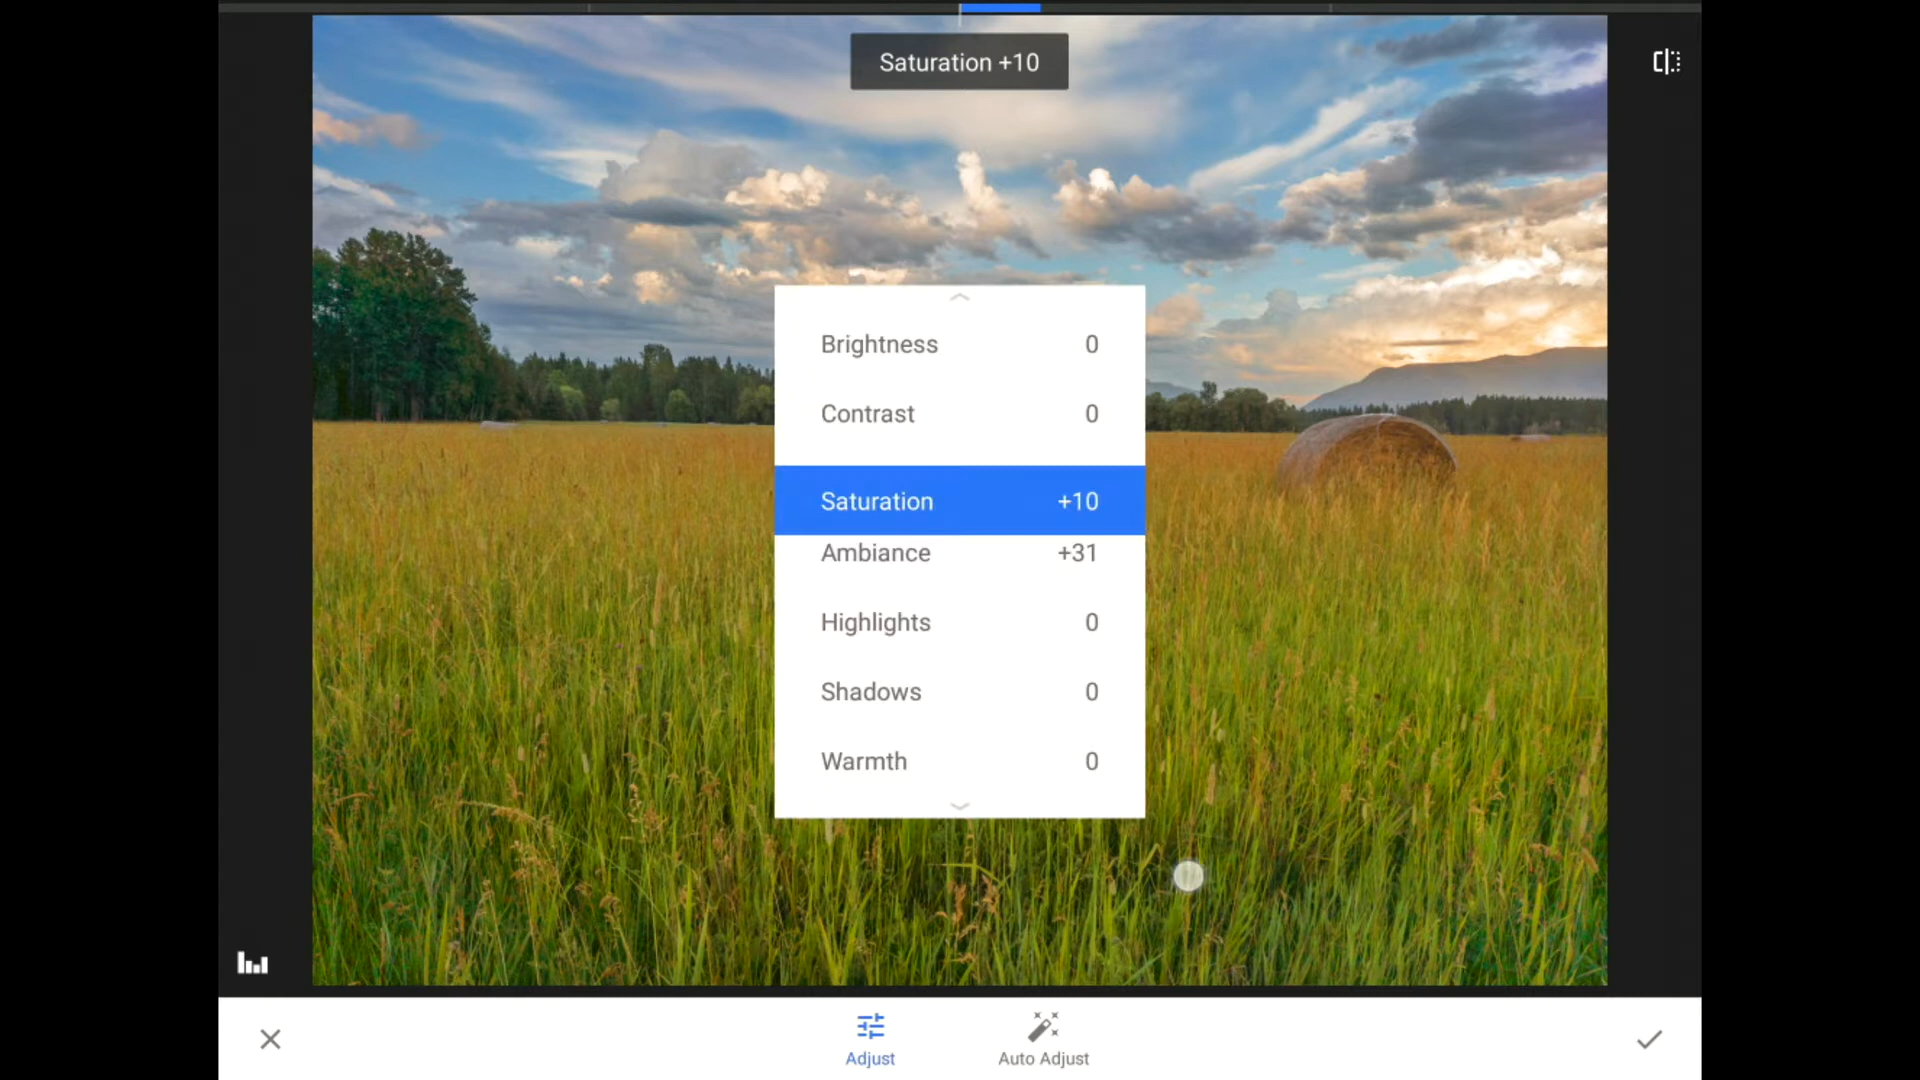 Saturation +10
Brightness 0
Contrast 0
Saturation +10
Ambiance +31
Highlights 0
Shadows 0
Warmth 0
Adjust
Auto Adjust